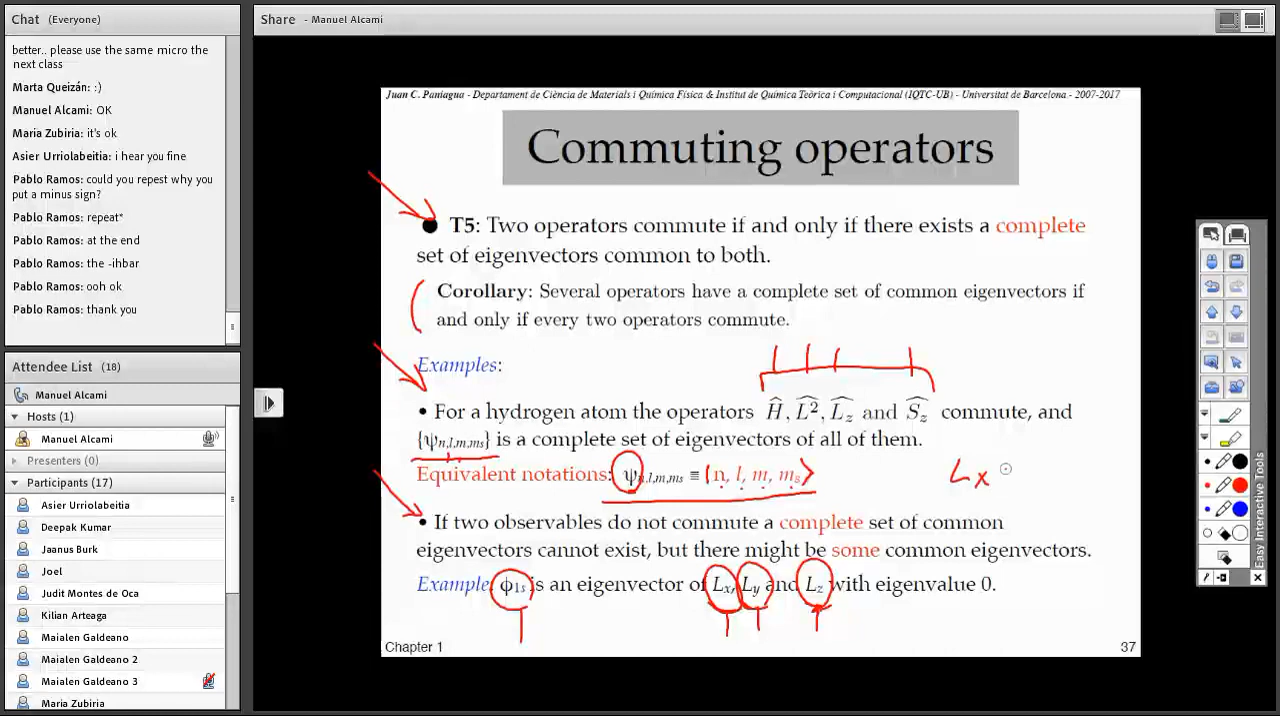 Chat (Everyone)
better.. please use the same micro the
next class
Marta Queizán: :)
Manuel Alcami: OK
Maria Zubiria: it's ok
Asier Urriolabeitia: i hear you fine
Pablo Ramos: could you repest why you
put a minus sign?
Pablo Ramos: repeat*
Pablo Ramos: at the end
Pablo Ramos: the -ihbar
Pablo Ramos: ooh ok
Pablo Ramos: thank you
Attendee List (18)
Manuel Alcami
Hosts (1)
Manuel Alcami
Presenters (0)
Participants (17)
Asier Urriolabeitia
Deepak Kumar
Jaanus Burk
Joel
Judit Montes de Oca
Kilian Arteaga
Maialen Galdeano
Maialen Galdeano 2
Maialen Galdeano 3
Maria Zubiria
Share - Manuel Alcami
Juan C. Paniagua - Departament de Ciència de Materials i Química Física & Institut de Química Teòrica i Computacional (IQTC-UB) - Universitat de Barcelona - 2007-2017
Commuting operators
● T5: Two operators commute if and only if there exists a complete
set of eigenvectors common to both.
Corollary: Several operators have a complete set of common eigenvectors if
and only if every two operators commute.
Examples:
• For a hydrogen atom the operators Ĥ, L̂², L̂z and Ŝz commute, and
{ψn,l,m,ms} is a complete set of eigenvectors of all of them.
Equivalent notations: ψn,l,m,ms ≡ |n, l, m, ms⟩
Lx
• If two observables do not commute a complete set of common
eigenvectors cannot exist, but there might be some common eigenvectors.
Example: ϕ1s is an eigenvector of Lx, Ly and Lz with eigenvalue 0.
Chapter 1
37
Easy Interactive Tools